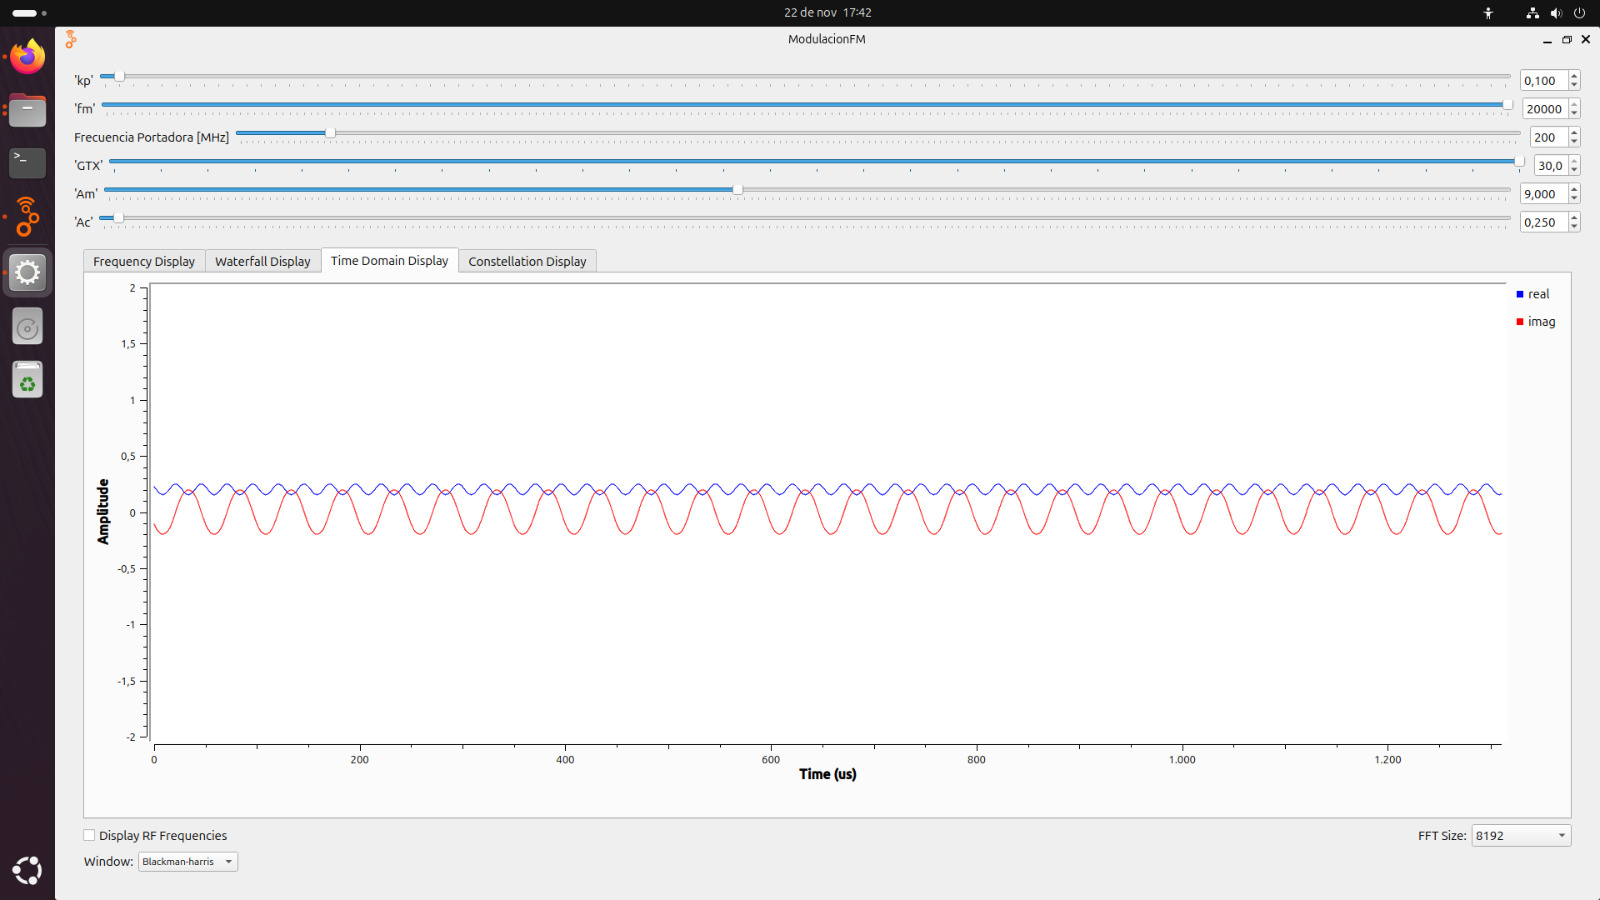 22 de nov 17:42
ModulacionFM
'kp' 0,100
'fm' 20000
Frecuencia Portadora [MHz] 200
'GTX' 30,0
'Am' 9,000
'Ac' 0,250
Frequency Display Waterfall Display Time Domain Display Constellation Display
2
1,5
1
0,5
0
-0,5
-1
-1,5
-2
Amplitude
real
imag
0 200 400 600 800 1.000 1.200
Time (us)
Display RF Frequencies FFT Size: 8192
Window: Blackman-harris